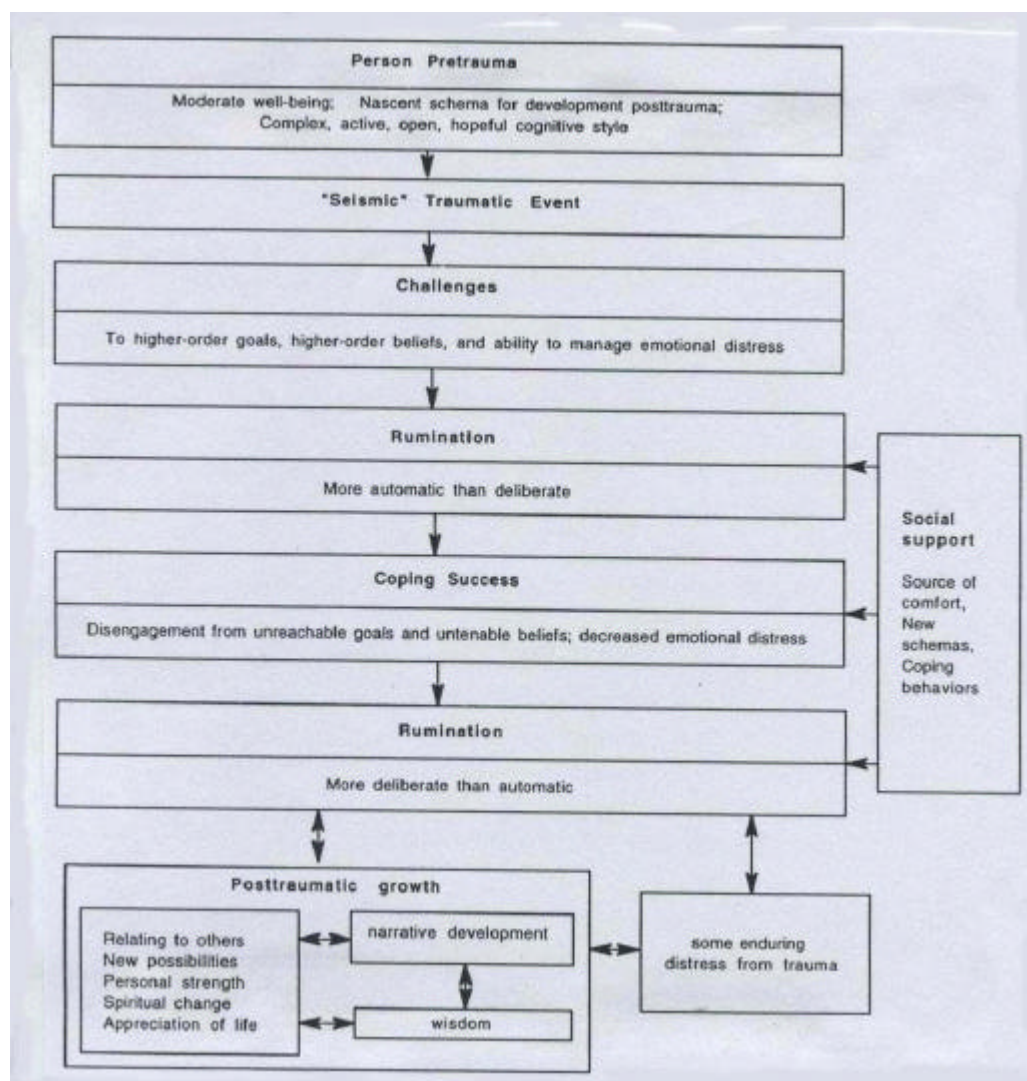 Person Pretrauma
Moderate well-being; Nascent schema for development posttrauma;
Complex, active, open, hopeful cognitive style
"Seismic" Traumatic Event
Challenges
To higher-order goals, higher-order beliefs, and ability to manage emotional distress
Rumination
More automatic than deliberate
Coping Success
Disengagement from unreachable goals and untenable beliefs; decreased emotional distress
Rumination
More deliberate than automatic
Social
support
Source of
comfort,
New
schemas,
Coping
behaviors
Posttraumatic growth
Relating to others
New possibilities
Personal strength
Spiritual change
Appreciation of life
narrative development
wisdom
some enduring
distress from trauma